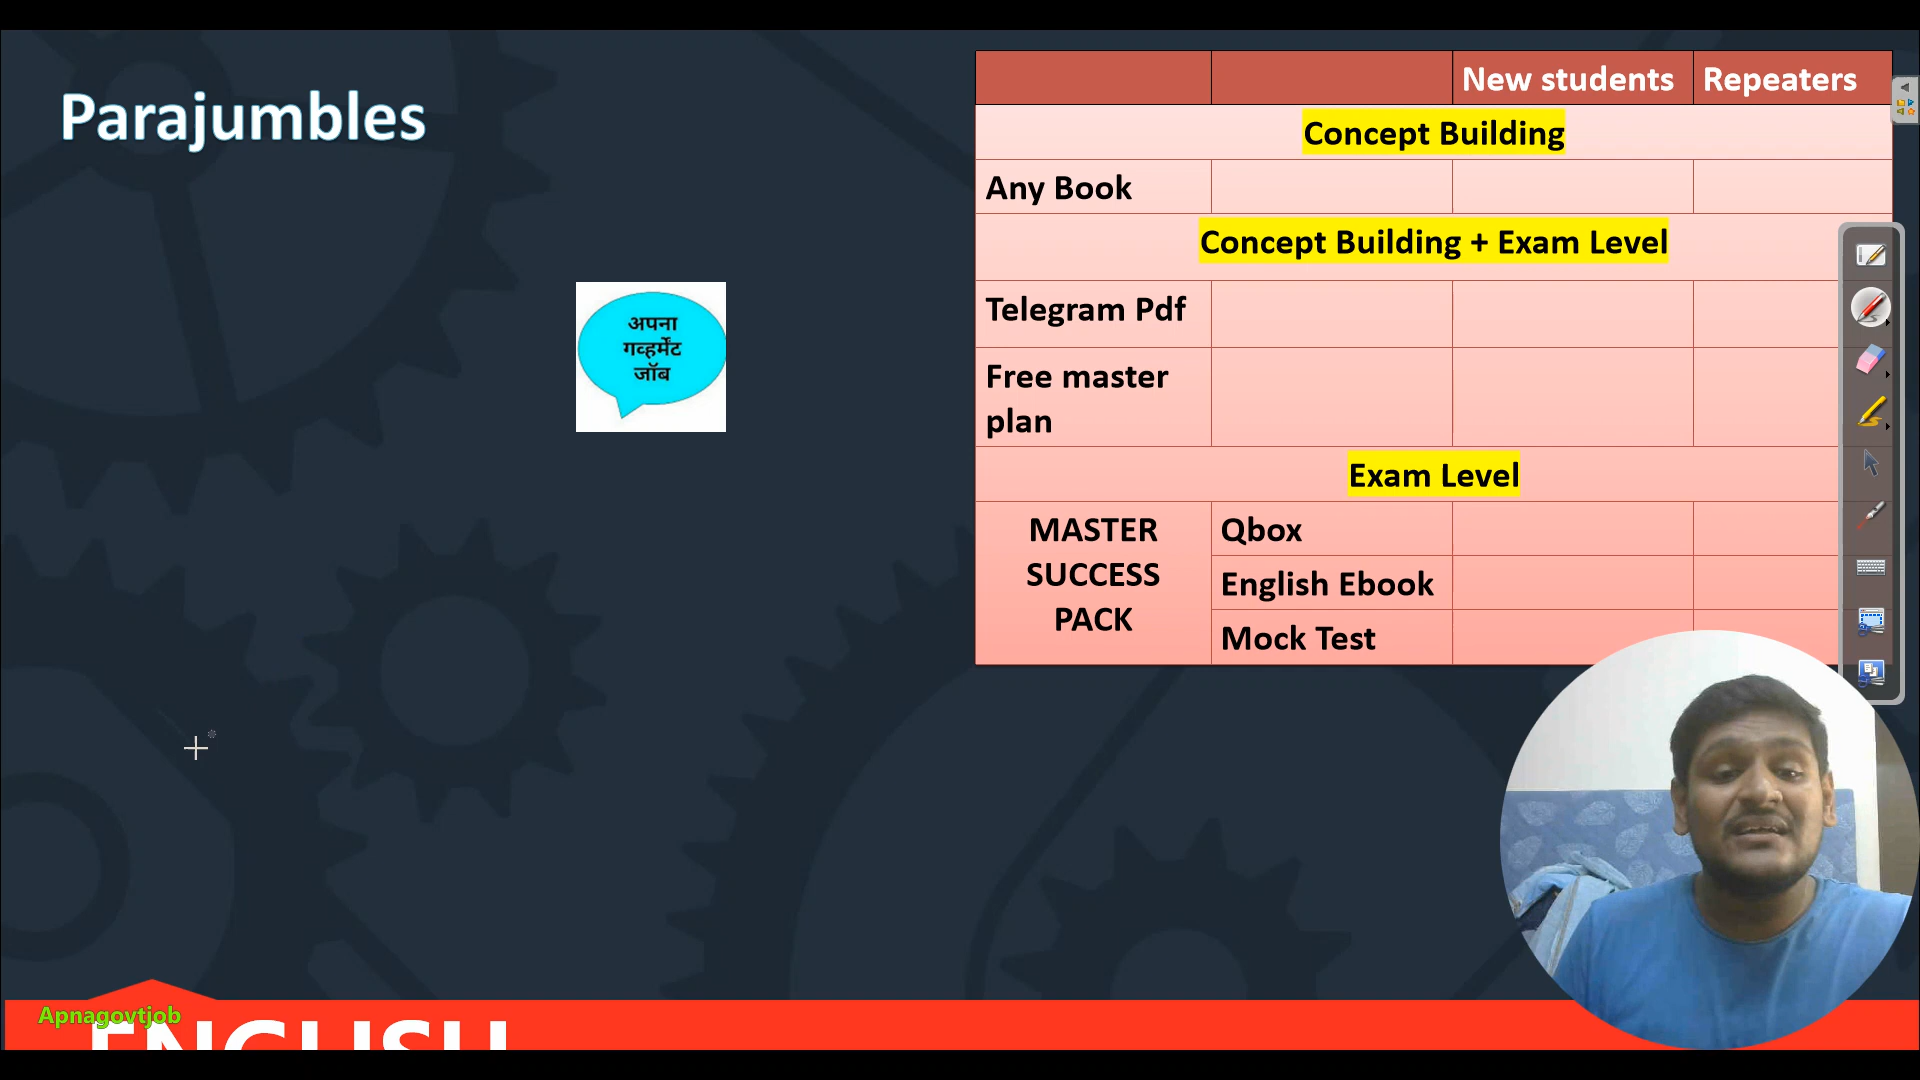 Parajumbles
अपना
गव्हर्मेंट
जॉब
New students Repeaters
Concept Building
Any Book
Concept Building + Exam Level
Telegram Pdf
Free master
plan
Exam Level
MASTER
SUCCESS
PACK
Qbox
English Ebook
Mock Test
Apnagovtjob
ENGLISH